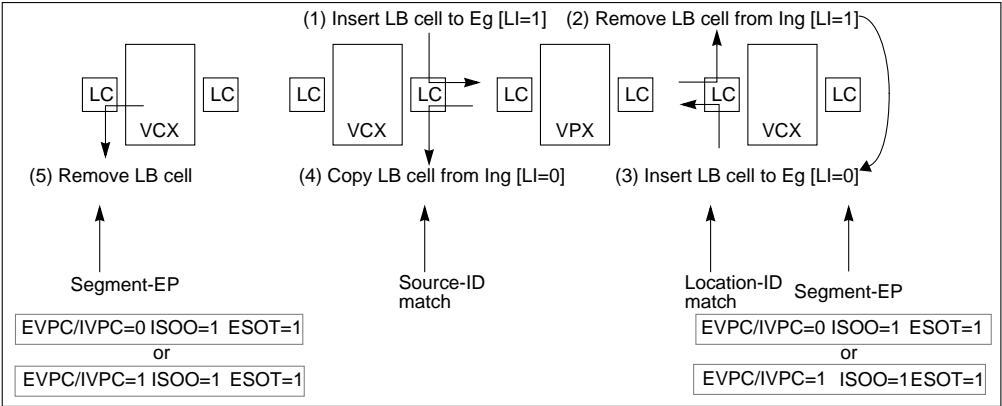 (1) Insert LB cell to Eg [LI=1]
(2) Remove LB cell from Ing [LI=1]
LC
LC
LC
LC
LC
LC
LC
LC
VCX
VCX
VPX
VCX
(5) Remove LB cell
(4) Copy LB cell from Ing [LI=0]
(3) Insert LB cell to Eg [LI=0]
Segment-EP
Source-ID
match
Location-ID
match
Segment-EP
EVPC/IVPC=0 ISOO=1 ESOT=1
or
EVPC/IVPC=1 ISOO=1 ESOT=1
EVPC/IVPC=0 ISOO=1 ESOT=1
or
EVPC/IVPC=1 ISOO=1ESOT=1